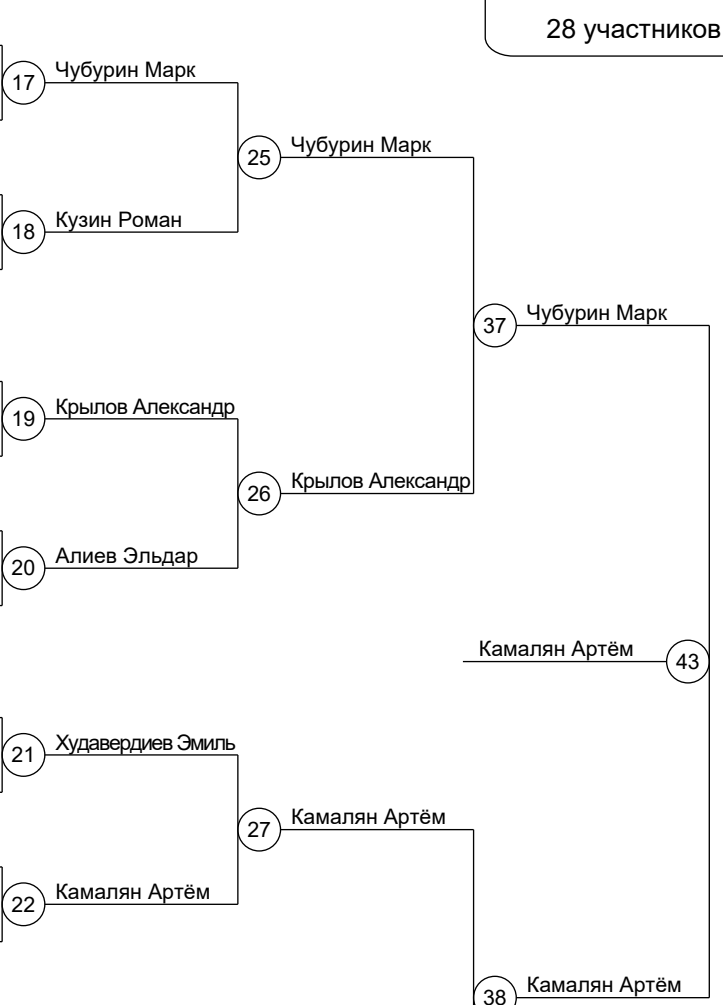 28 участников
17 Чубурин Марк
25 Чубурин Марк
18 Кузин Роман
37 Чубурин Марк
19 Крылов Александр
26 Крылов Александр
20 Алиев Эльдар
Камалян Артём 43
21 Худавердиев Эмиль
27 Камалян Артём
22 Камалян Артём
38 Камалян Артём